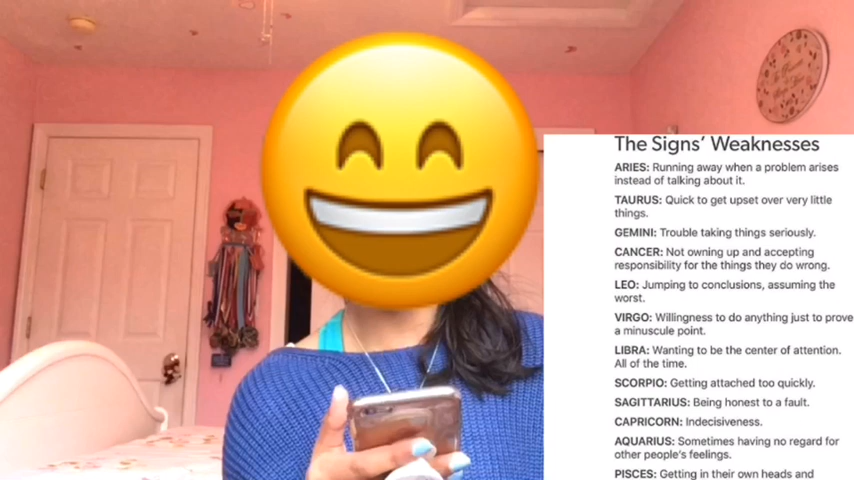 The Signs' Weaknesses
ARIES: Running away when a problem arises
instead of talking about it.
TAURUS: Quick to get upset over very little
things.
GEMINI: Trouble taking things seriously.
CANCER: Not owning up and accepting
responsibility for the things they do wrong.
LEO: Jumping to conclusions, assuming the
worst.
VIRGO: Willingness to do anything just to prove
a minuscule point.
LIBRA: Wanting to be the center of attention.
All of the time.
SCORPIO: Getting attached too quickly.
SAGITTARIUS: Being honest to a fault.
CAPRICORN: Indecisiveness.
AQUARIUS: Sometimes having no regard for
other people's feelings.
PISCES: Getting in their own heads and